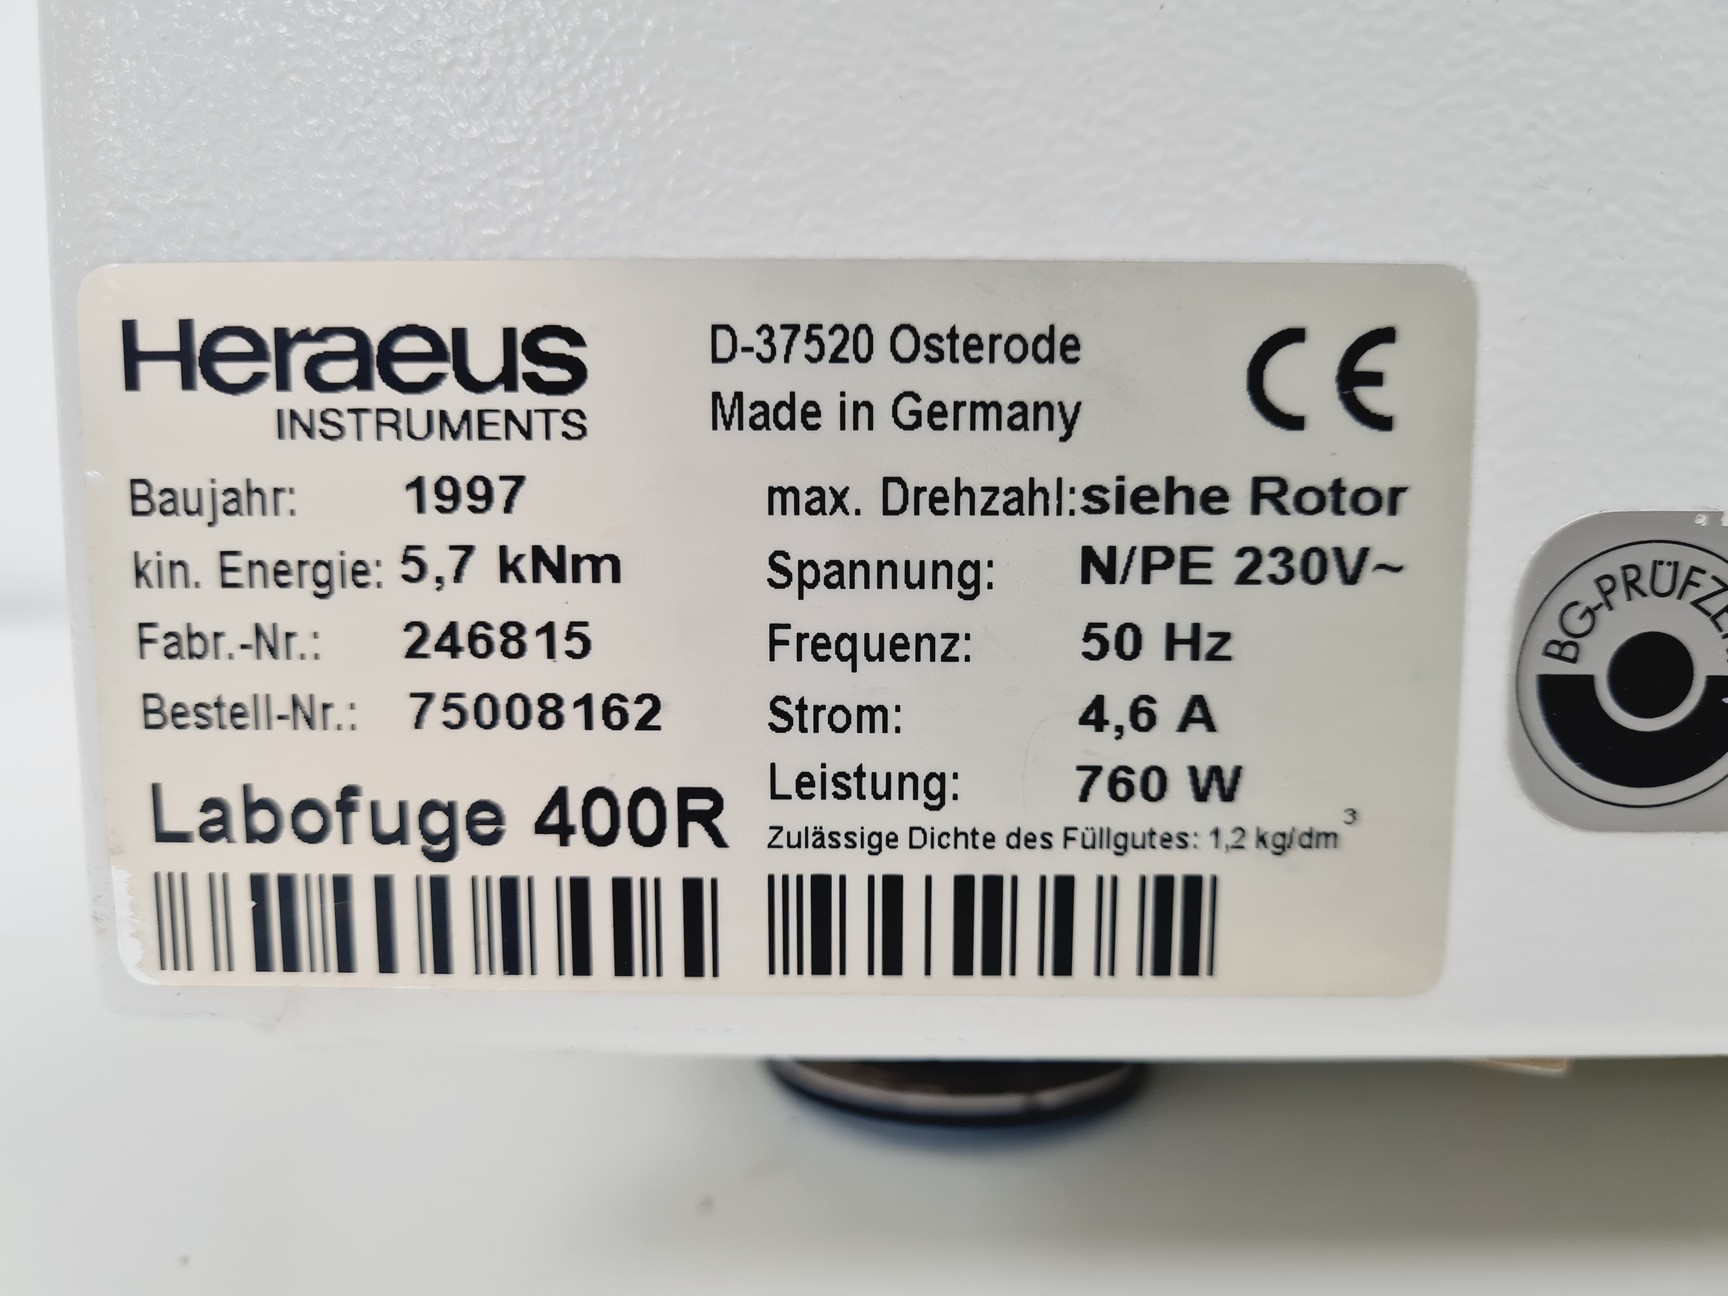 Heraeus
INSTRUMENTS
D-37520 Osterode
Made in Germany
CE
Baujahr: 1997
kin. Energie: 5,7 kNm
Fabr.-Nr.: 246815
Bestell-Nr.: 75008162
Labofuge 400R
max. Drehzahl: siehe Rotor
Spannung: N/PE 230V~
Frequenz: 50 Hz
Strom: 4,6 A
Leistung: 760 W
Zulässige Dichte des Füllgutes: 1,2 kg/dm³